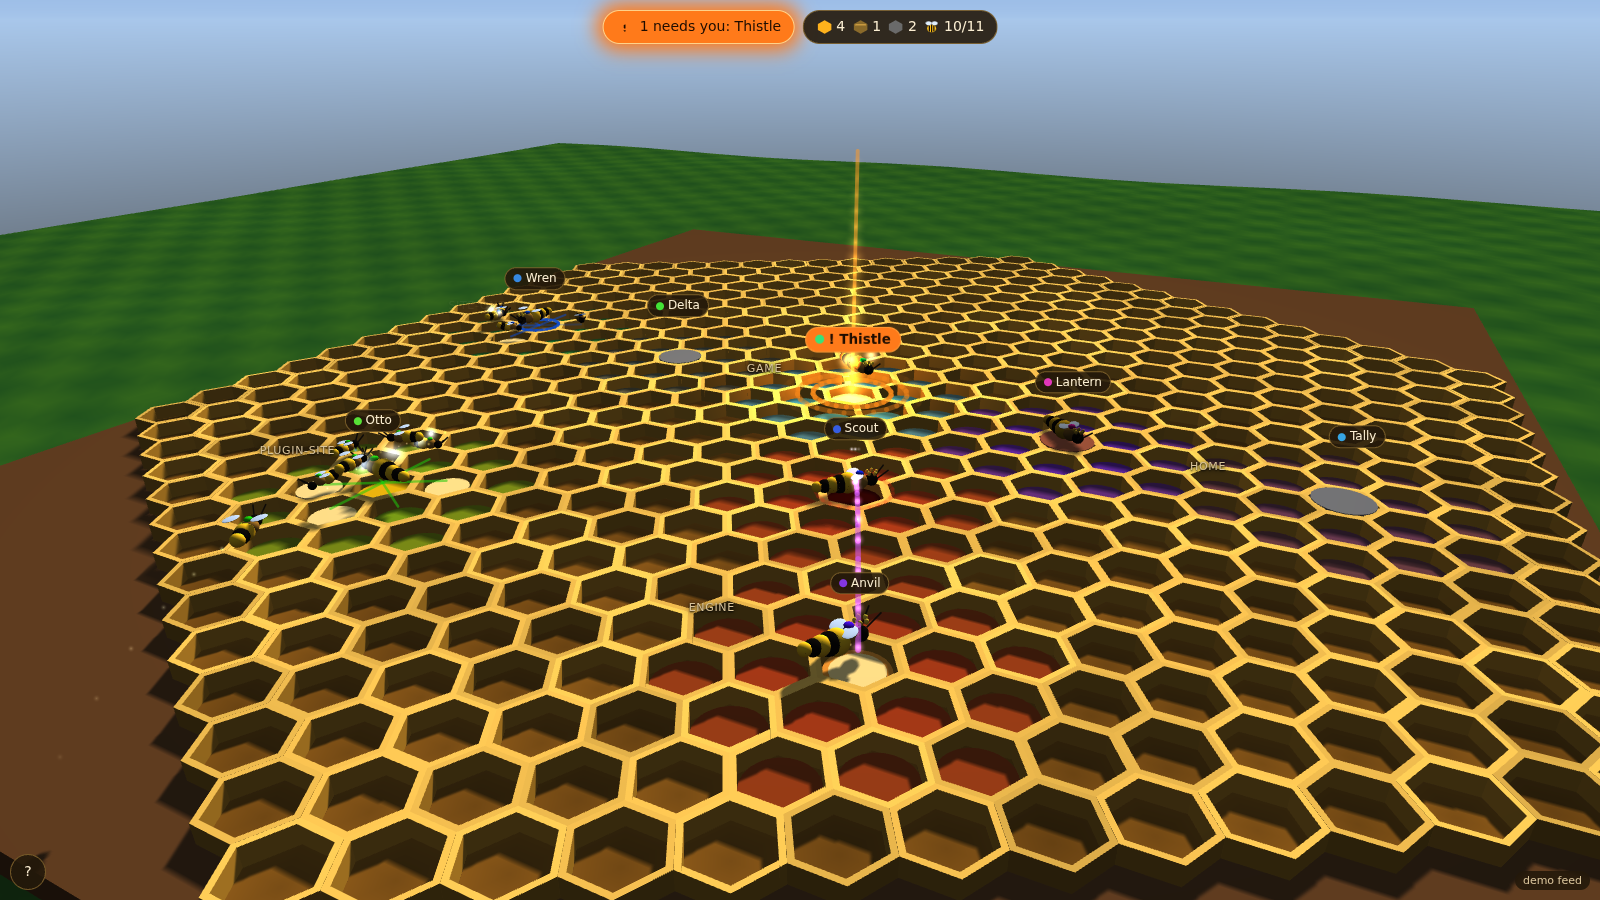 ! 1 needs you: Thistle
4 1 2 10/11
Wren
Delta
! Thistle
GAME
Lantern
Otto
Scout
Tally
PLUGIN-SITE
HOME
Anvil
ENGINE
?
demo feed